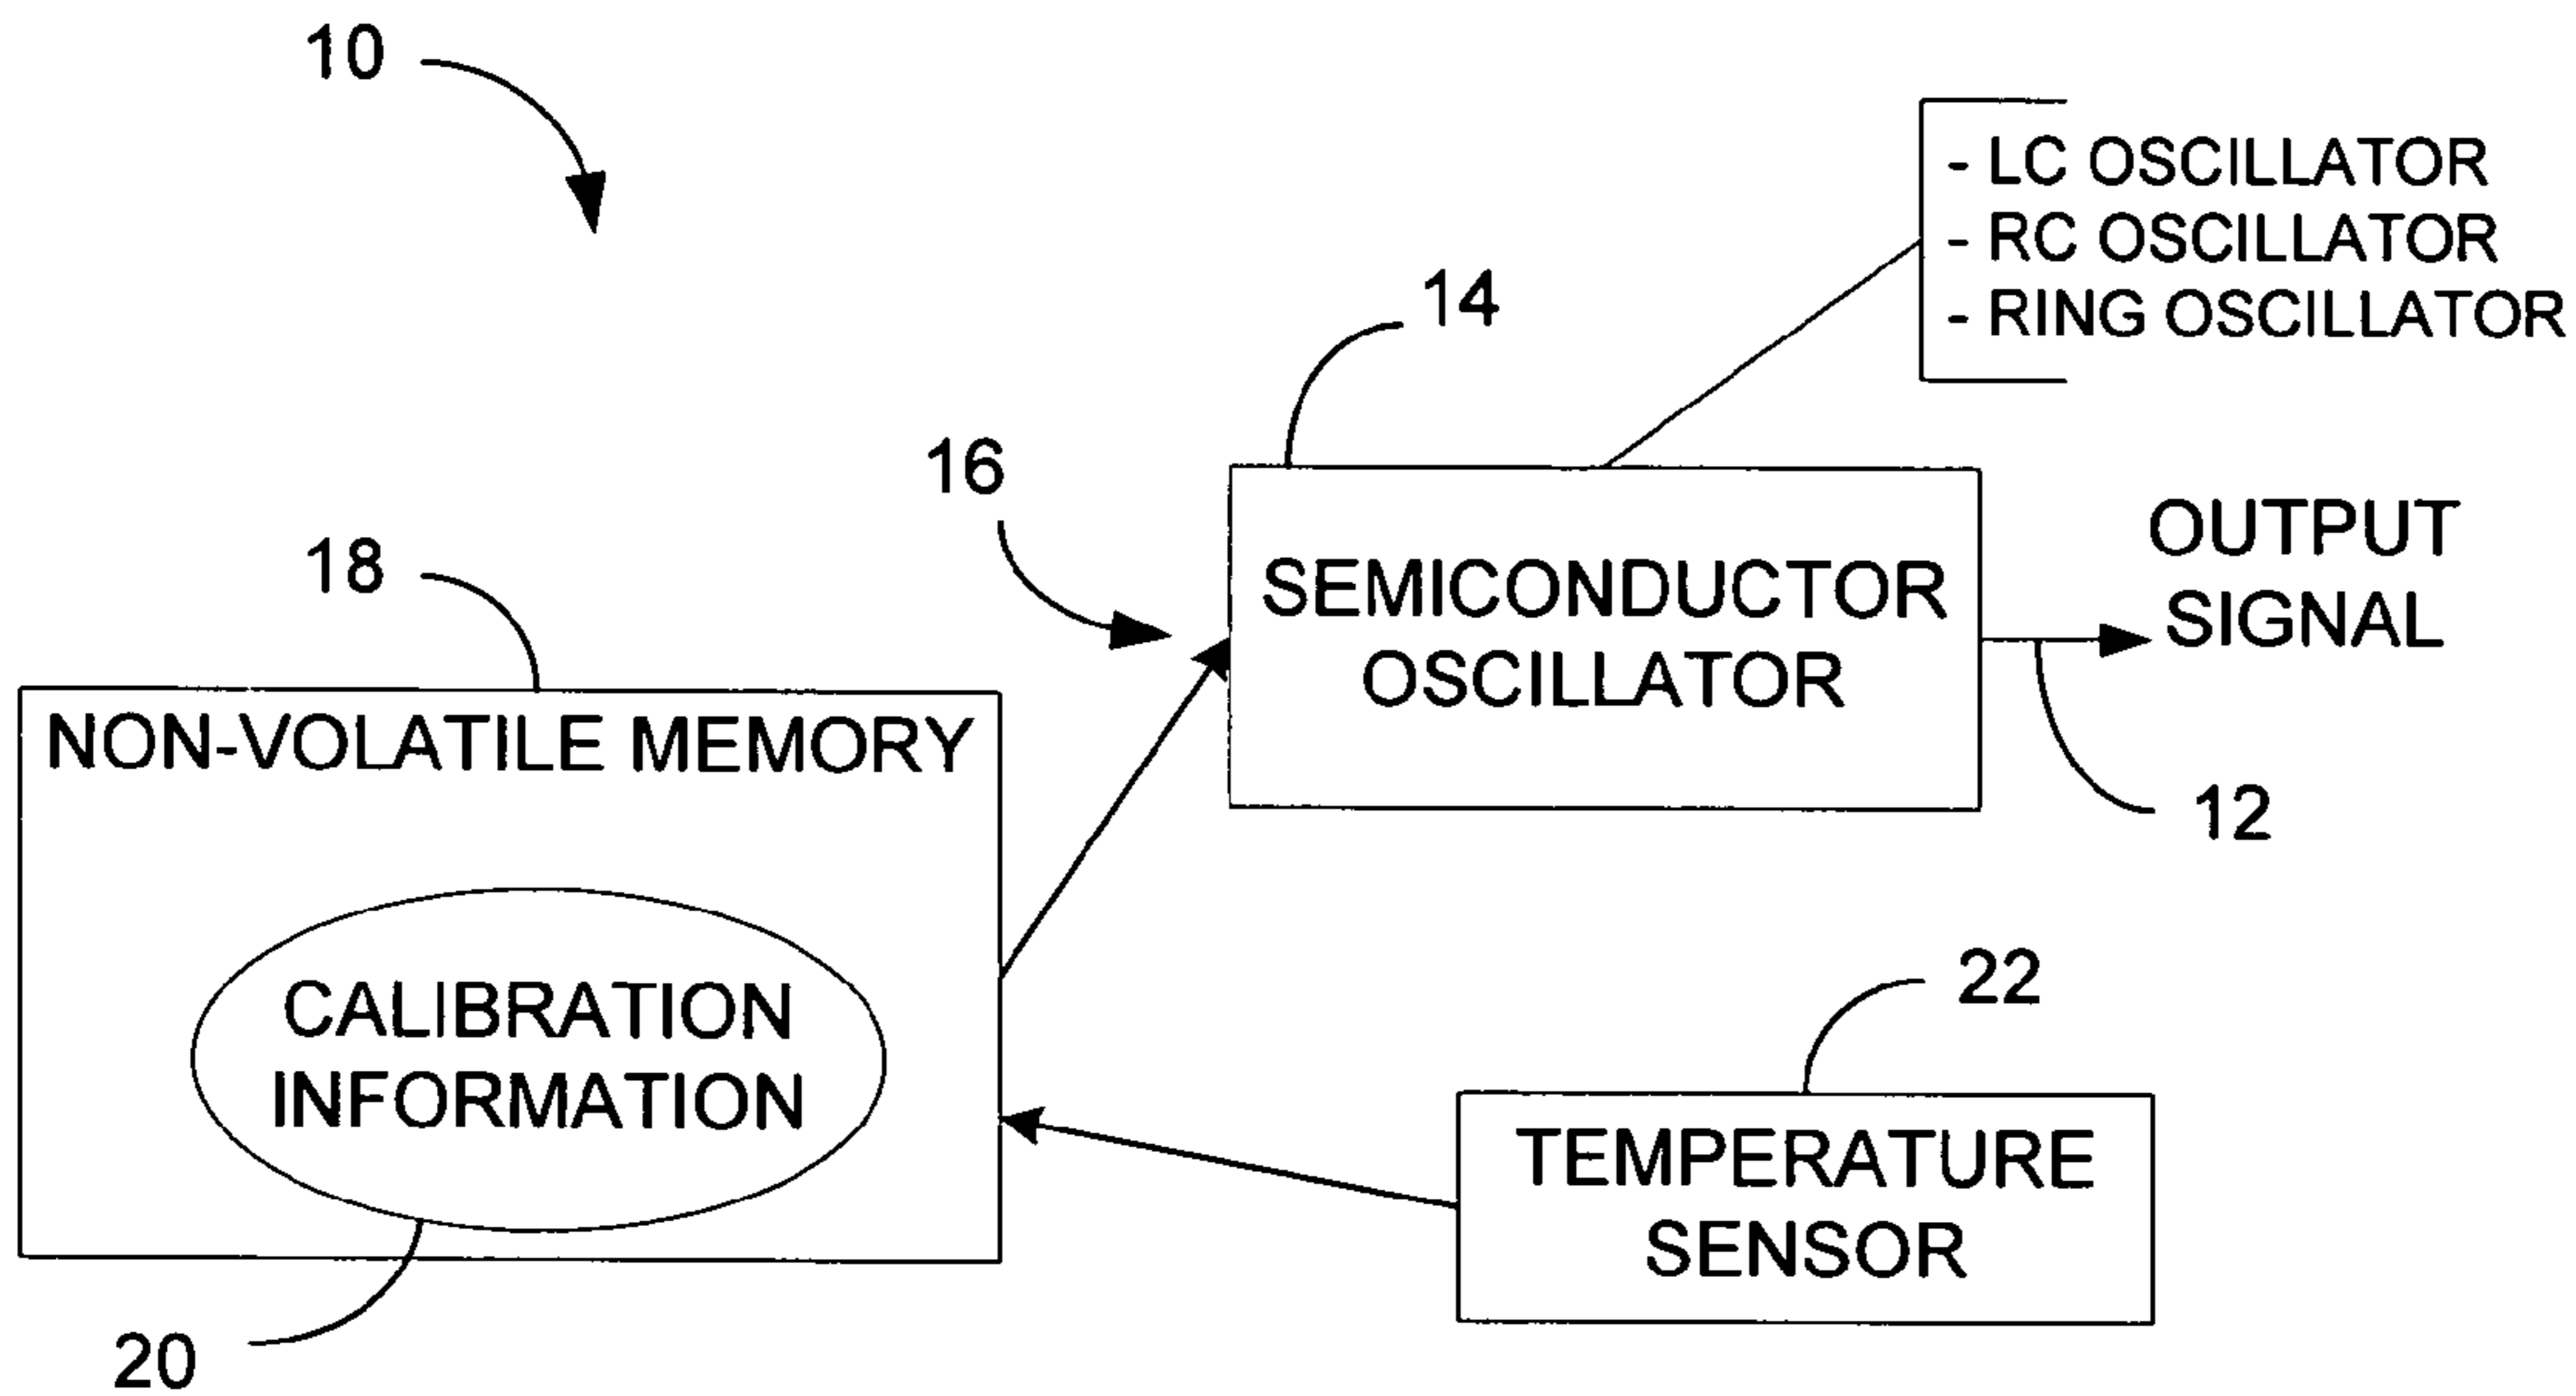 10
- LC OSCILLATOR
- RC OSCILLATOR
- RING OSCILLATOR
14
16
SEMICONDUCTOR
OSCILLATOR
OUTPUT
SIGNAL
12
18
NON-VOLATILE MEMORY
CALIBRATION
INFORMATION
20
22
TEMPERATURE
SENSOR